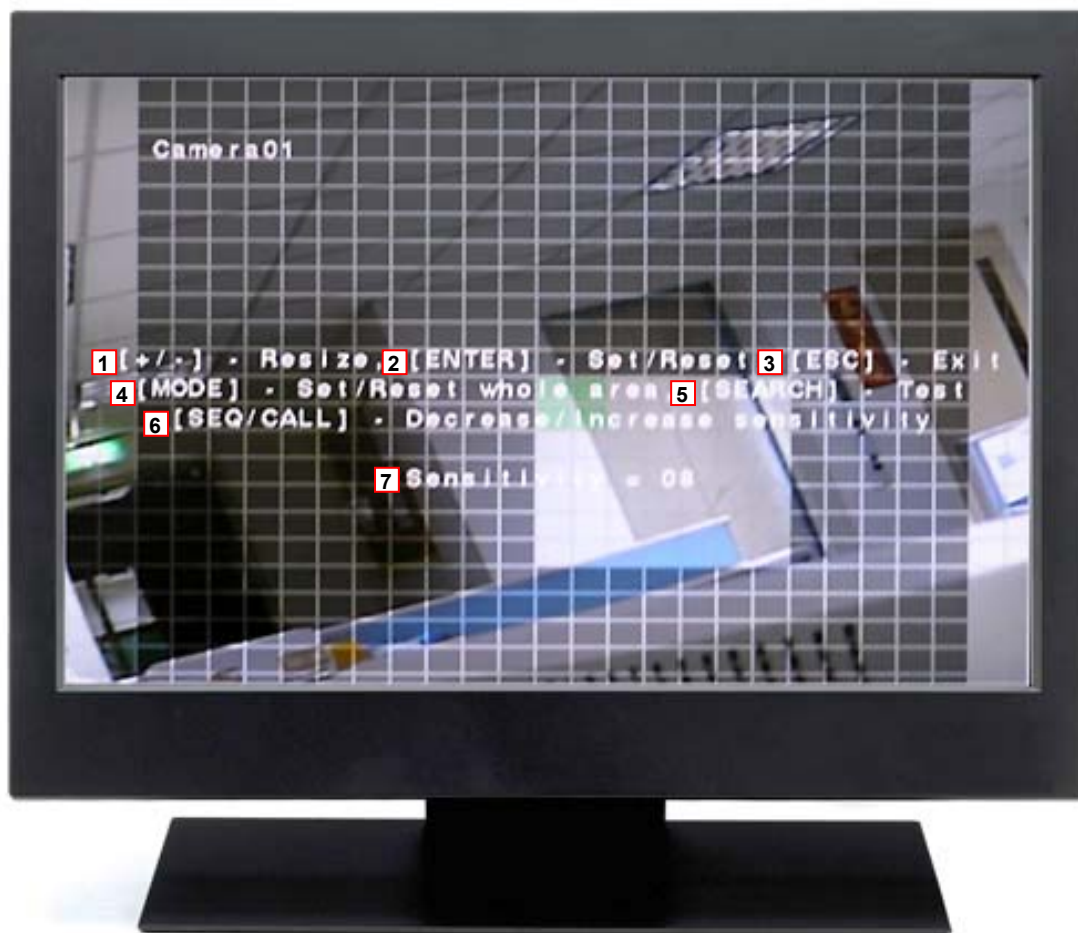 Camera01
1 [+/-] - Resize, 2 [ENTER] - Set/Reset 3 [ESC] - Exit
4 [MODE] - Set/Reset whole area 5 [SEARCH] - Test
6 [SEQ/CALL] - Decrease/Increase sensitivity
7 Sensitivity = 08